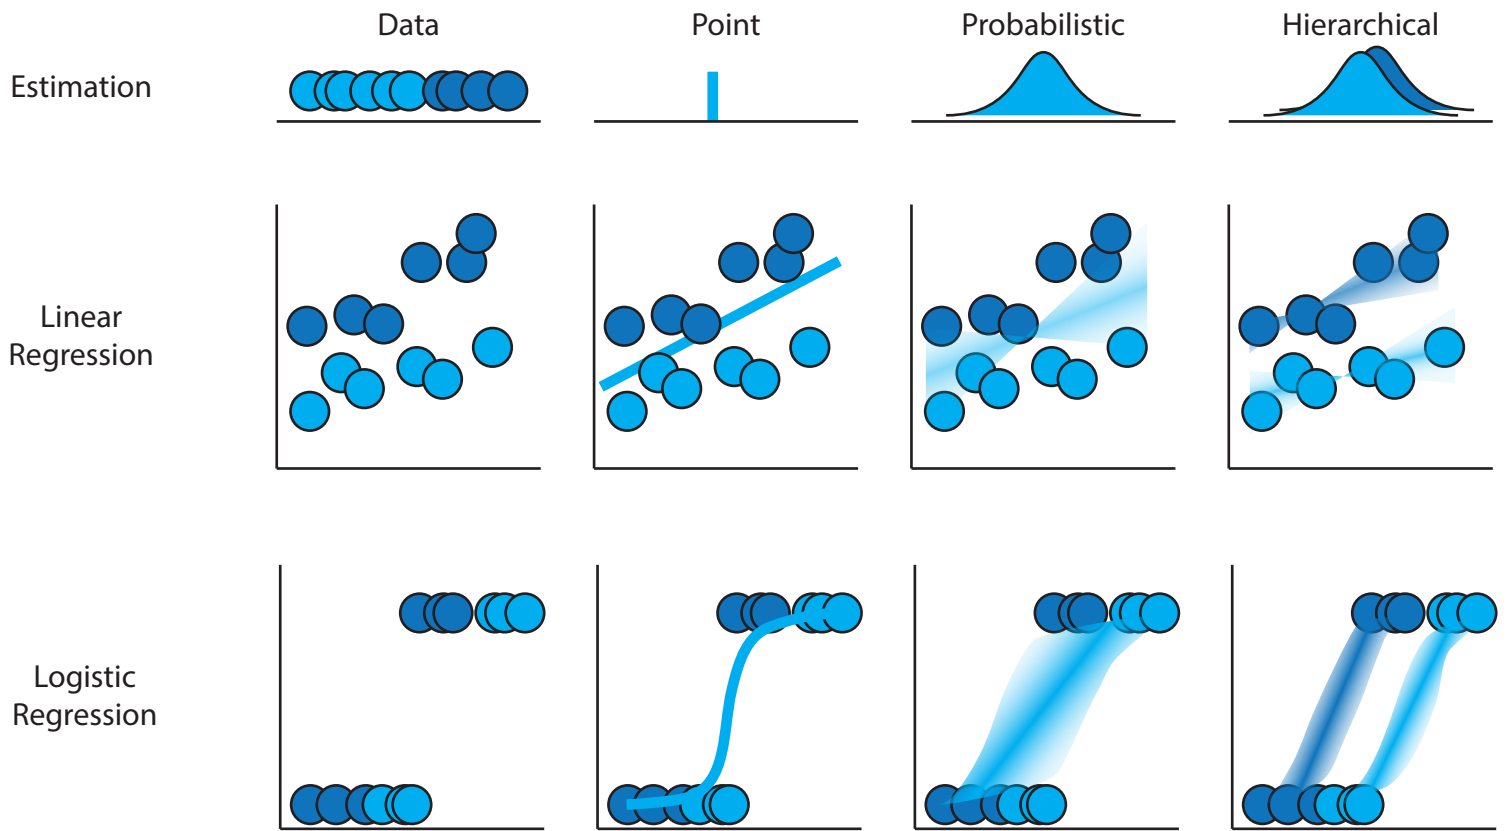 Data
Point
Probabilistic
Hierarchical
Estimation
Linear
Regression
Logistic
Regression